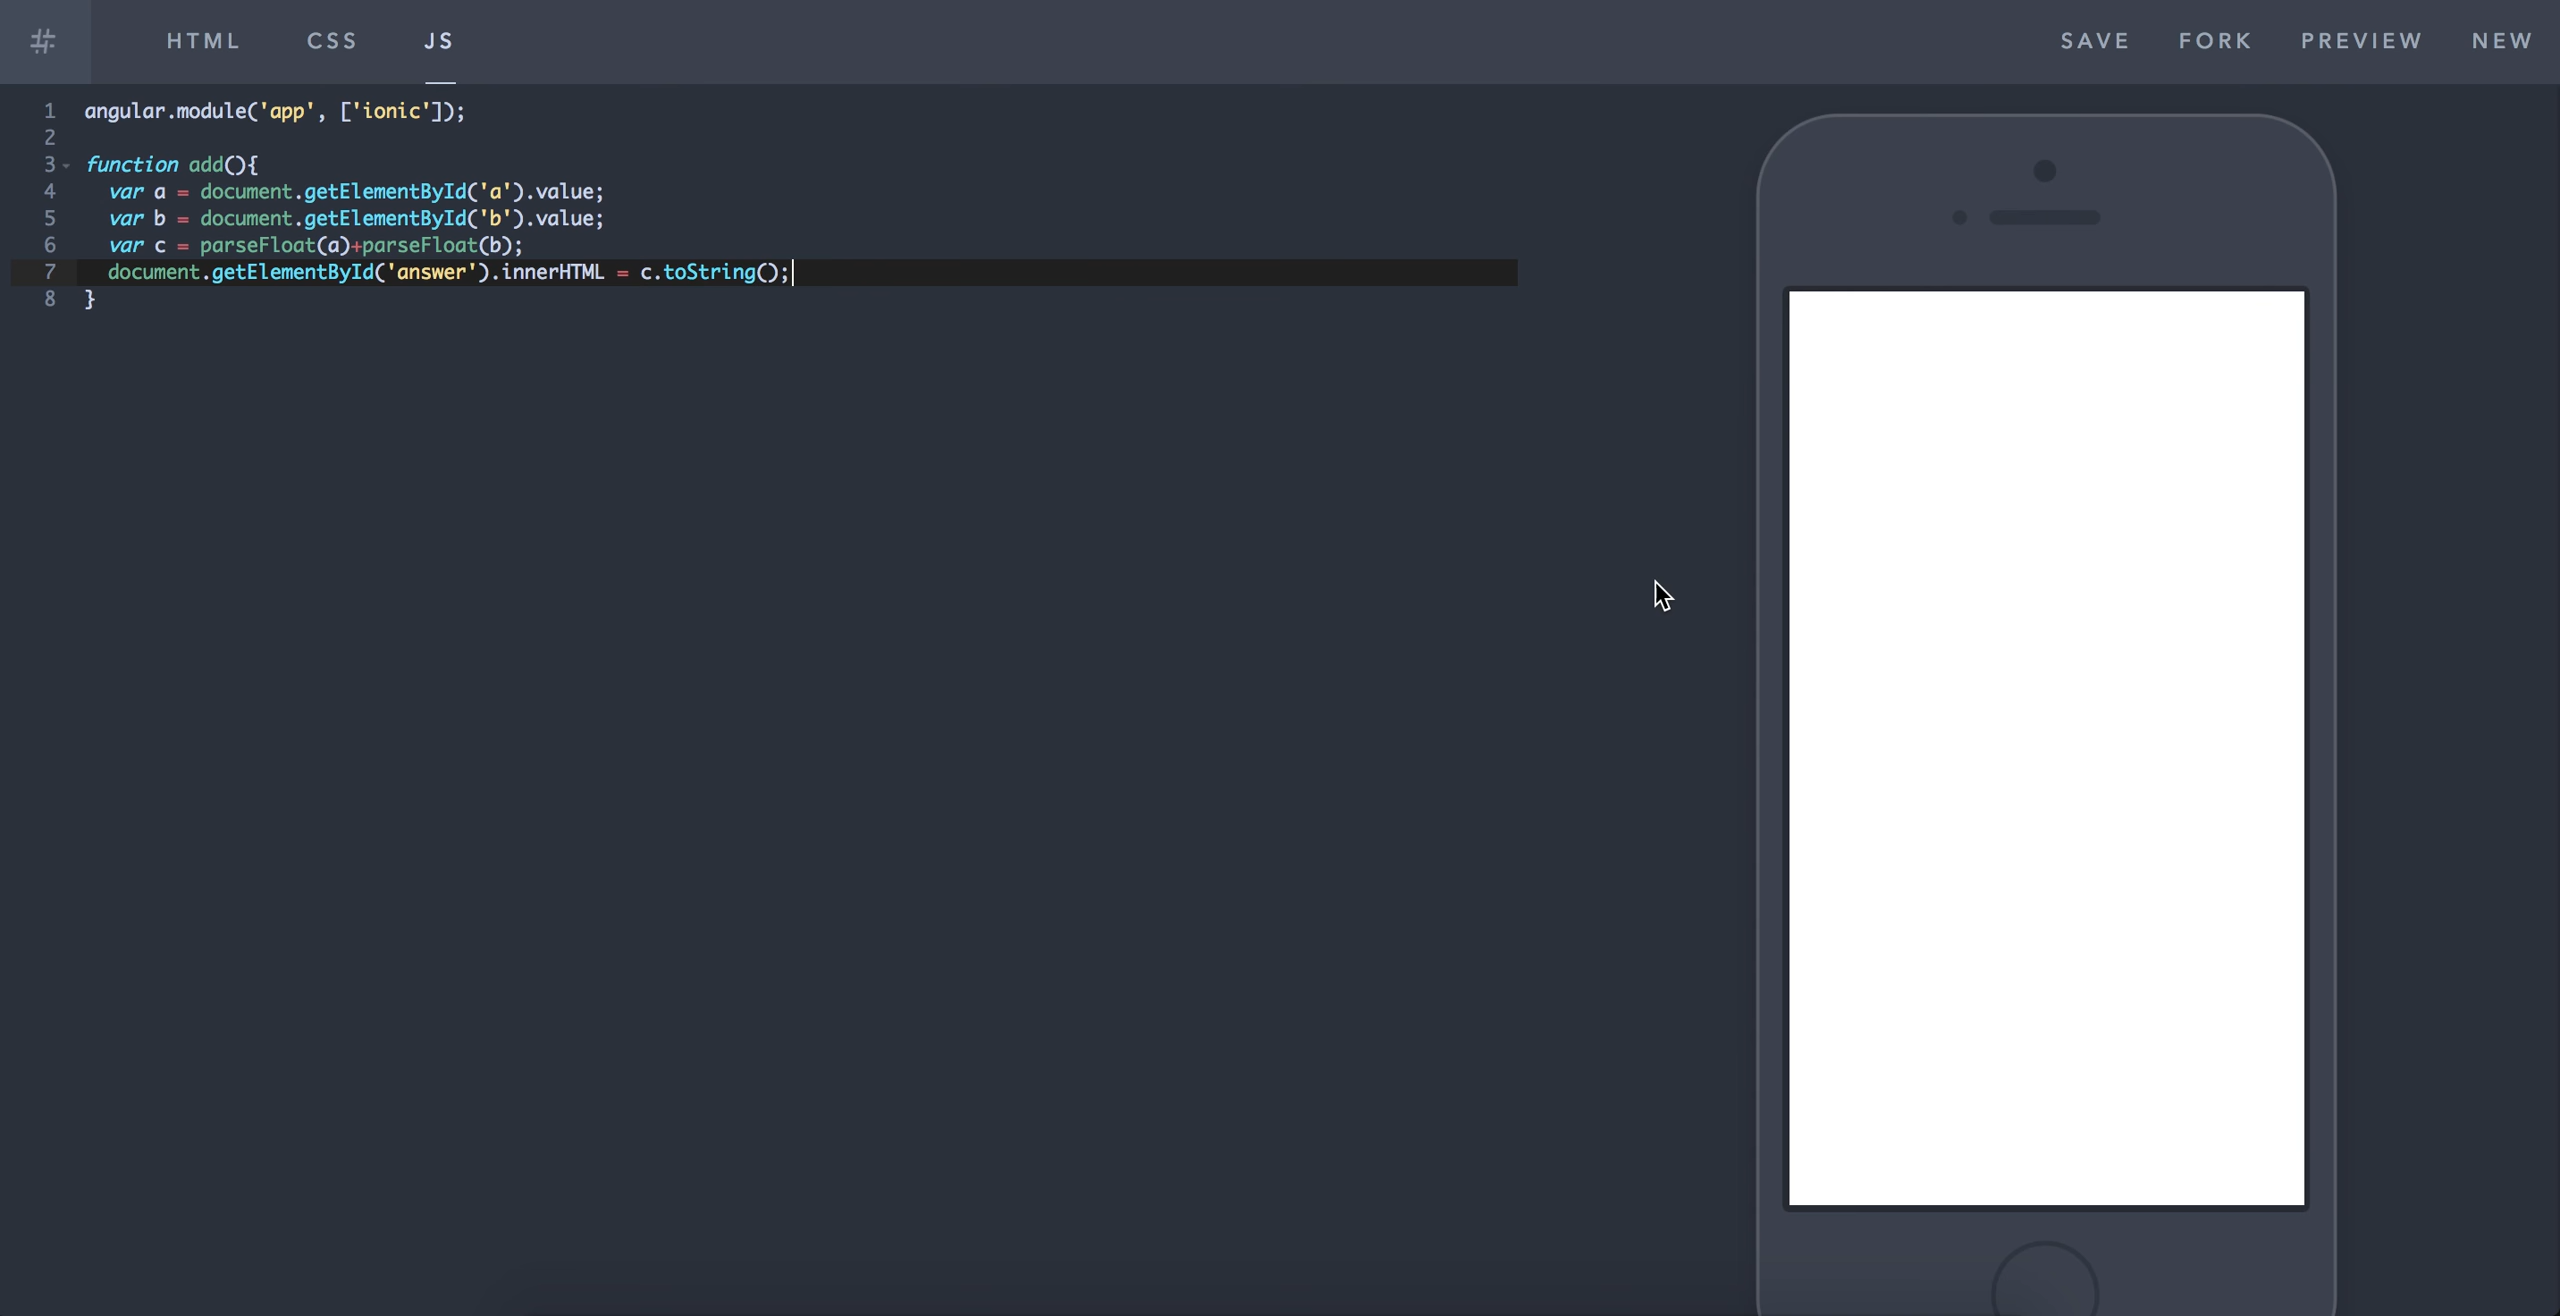 # HTML CSS JS SAVE FORK PREVIEW NEW
1 angular.module('app', ['ionic']);
2
3 function add(){
4 var a = document.getElementById('a').value;
5 var b = document.getElementById('b').value;
6 var c = parseFloat(a)+parseFloat(b);
7 document.getElementById('answer').innerHTML = c.toString();
8 }